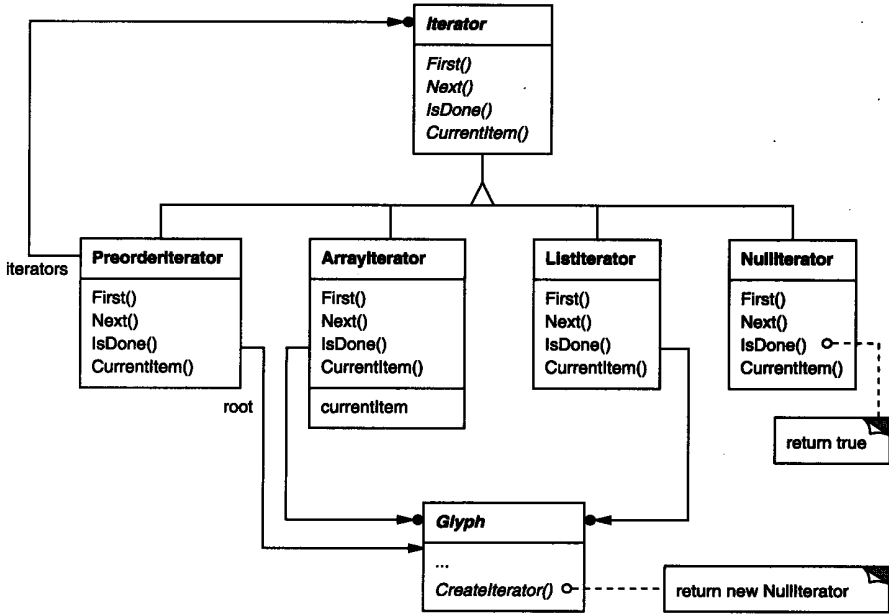 Iterator
First()
Next()
IsDone()
CurrentItem()
iterators
PreorderIterator
First()
Next()
IsDone()
CurrentItem()
root
ArrayIterator
First()
Next()
IsDone()
CurrentItem()
currentItem
ListIterator
First()
Next()
IsDone()
CurrentItem()
NullIterator
First()
Next()
IsDone()
CurrentItem()
return true
Glyph
...
CreateIterator()
return new NullIterator